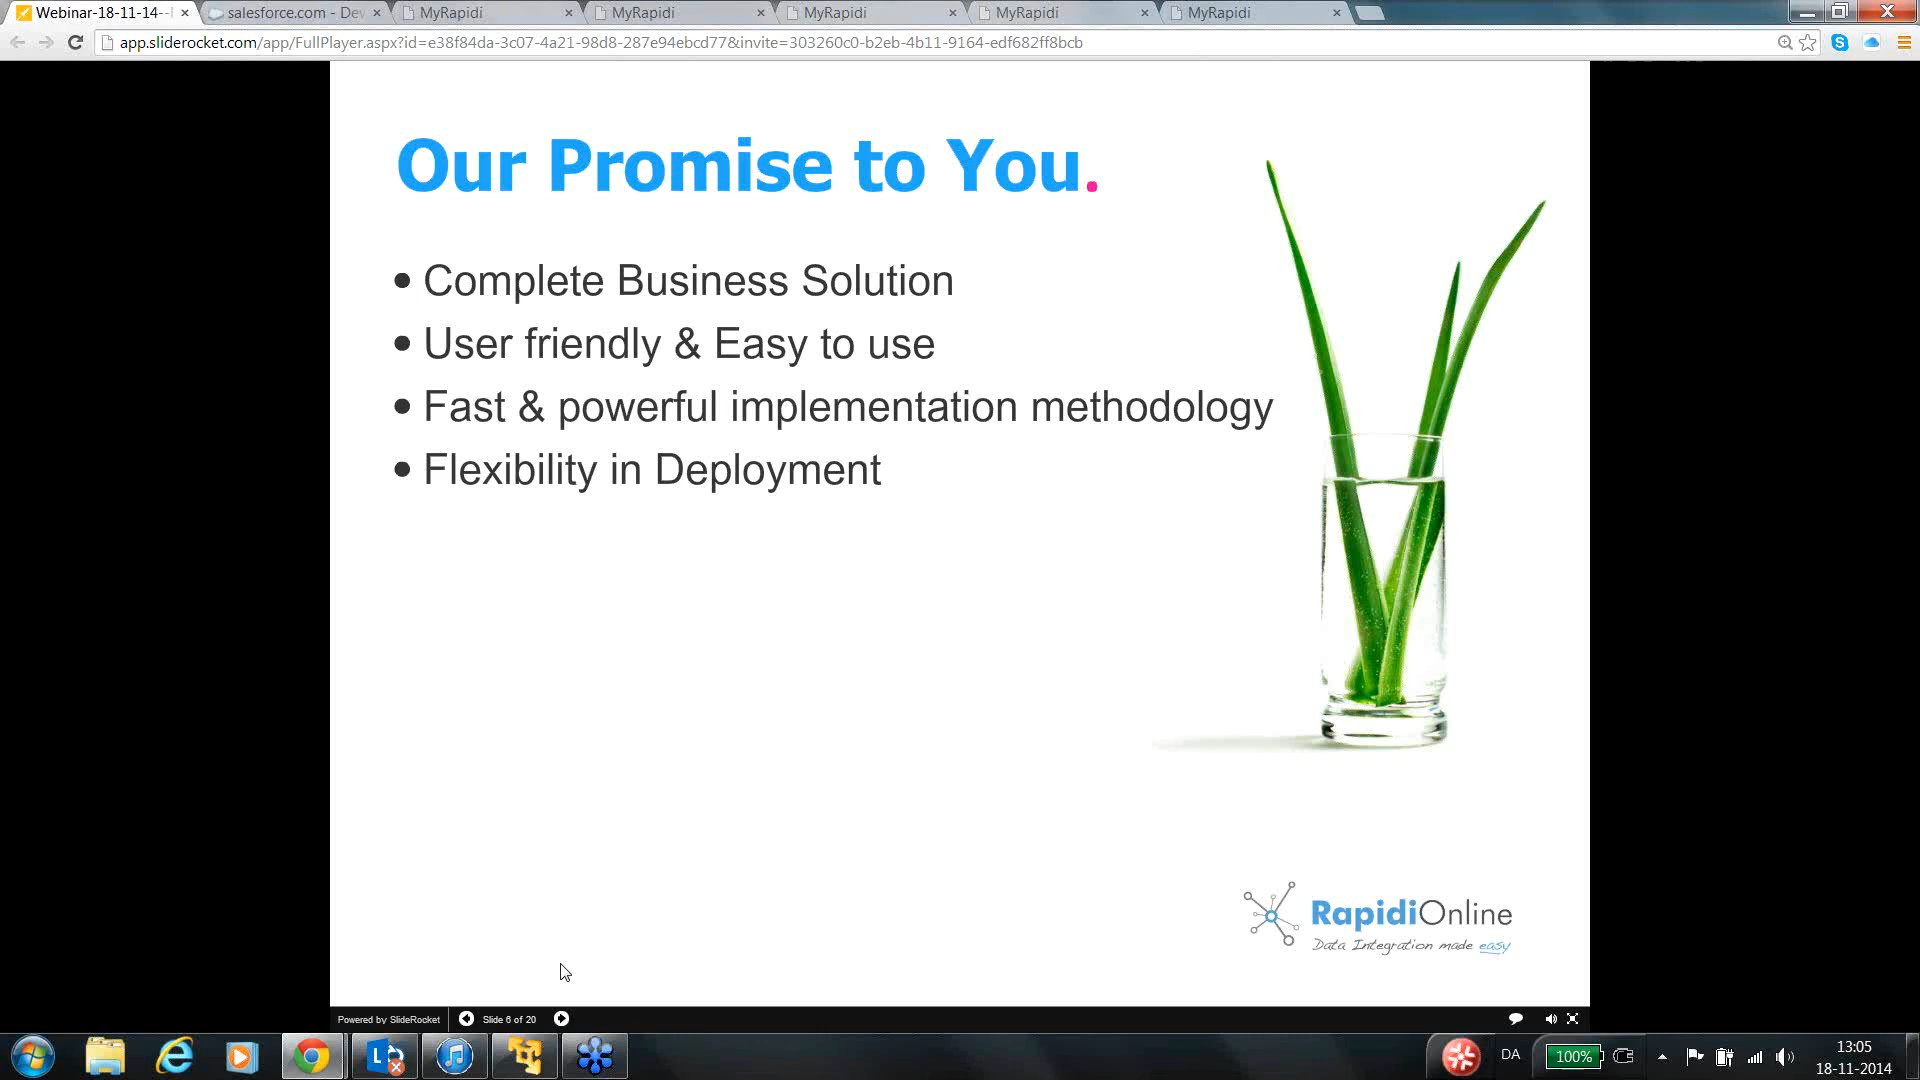 Webinar-18-11-14--
salesforce.com - Dev
MyRapidi
MyRapidi
MyRapidi
MyRapidi
MyRapidi
app.sliderocket.com/app/FullPlayer.aspx?id=e38f84da-3c07-4a21-98d8-287e94ebcd77&invite=303260c0-b2eb-4b11-9164-edf682ff8bcb
Our Promise to You.
• Complete Business Solution
• User friendly & Easy to use
• Fast & powerful implementation methodology
• Flexibility in Deployment
RapidiOnline
Data Integration made easy
Powered by SlideRocket
Slide 6 of 20
DA
100%
13:05
18-11-2014